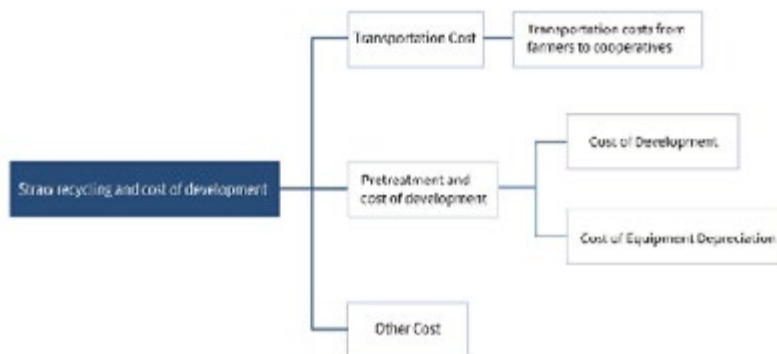 Transportation Cost
Transportation costs from
farmers to cooperatives
Cost of Development
Straw recycling and cost of development
Pretreatment and
cost of development
Cost of Equipment Depreciation
Other Cost